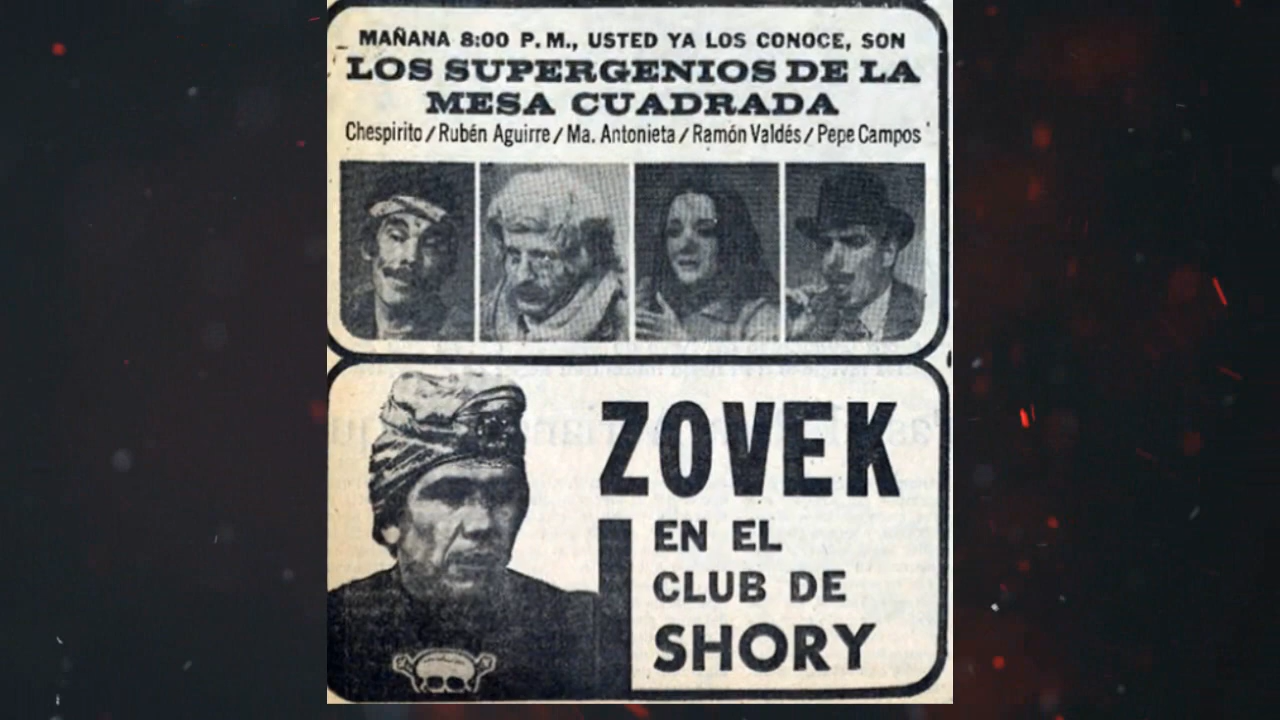 MAÑANA 8:00 P.M., USTED YA LOS CONOCE, SON
LOS SUPERGENIOS DE LA
MESA CUADRADA
Chespirito / Rubén Aguirre / Ma. Antonieta / Ramón Valdés / Pepe Campos
ZOVEK
EN EL
CLUB DE
SHORY